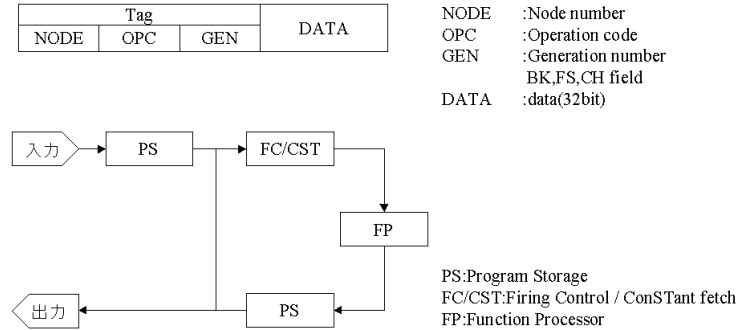 Tag
NODE OPC GEN DATA
NODE :Node number
OPC :Operation code
GEN :Generation number
BK,FS,CH field
DATA :data(32bit)
入力 PS FC/CST
FP
出力 PS
PS:Program Storage
FC/CST:Firing Control / ConSTant fetch
FP:Function Processor